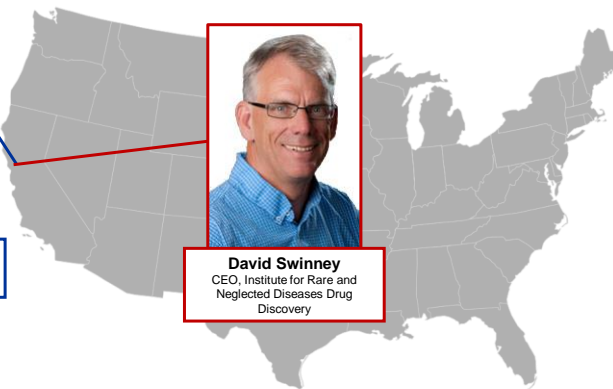 David Swinney
CEO, Institute for Rare and
Neglected Diseases Drug
Discovery